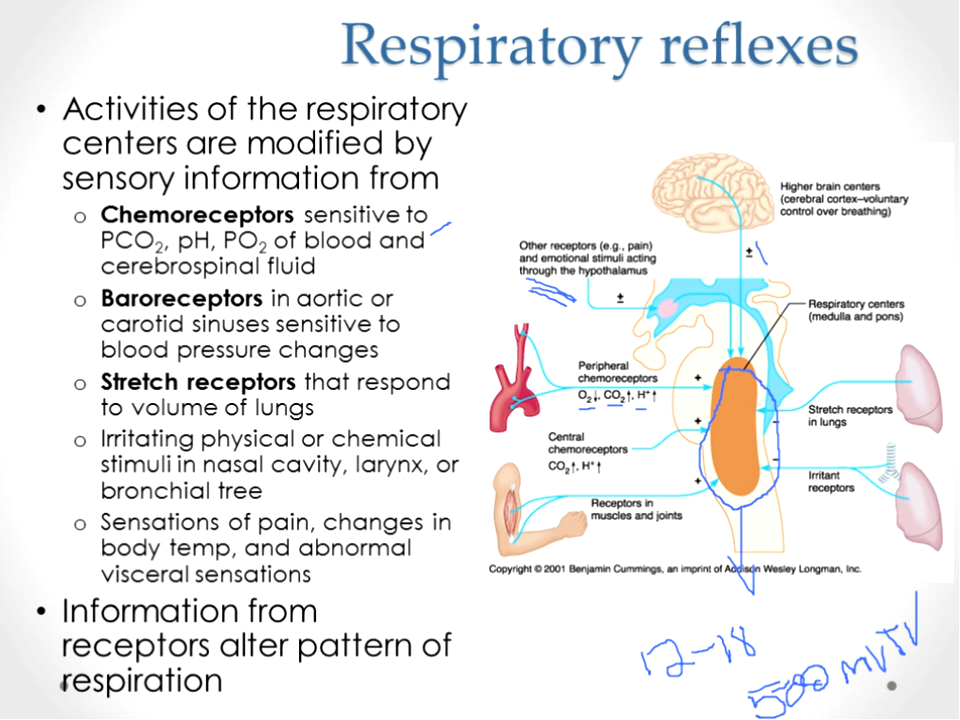 Respiratory reflexes
• Activities of the respiratory
centers are modified by
sensory information from
o Chemoreceptors sensitive to
PCO₂, pH, PO₂ of blood and
cerebrospinal fluid
o Baroreceptors in aortic or
carotid sinuses sensitive to
blood pressure changes
o Stretch receptors that respond
to volume of lungs
o Irritating physical or chemical
stimuli in nasal cavity, larynx, or
bronchial tree
o Sensations of pain, changes in
body temp, and abnormal
visceral sensations
• Information from
receptors alter pattern of
respiration
Higher brain centers
(cerebral cortex–voluntary
control over breathing)
±
Other receptors (e.g., pain)
and emotional stimuli acting
through the hypothalamus
±
Respiratory centers
(medulla and pons)
Peripheral
chemoreceptors
O₂↓, CO₂↑, H⁺↑
+
Stretch receptors
in lungs
–
Central
chemoreceptors
CO₂↑, H⁺↑
+
Irritant
receptors
–
Receptors in
muscles and joints
+
Copyright © 2001 Benjamin Cummings, an imprint of Addison Wesley Longman, Inc.
12-18
500 ml/TV